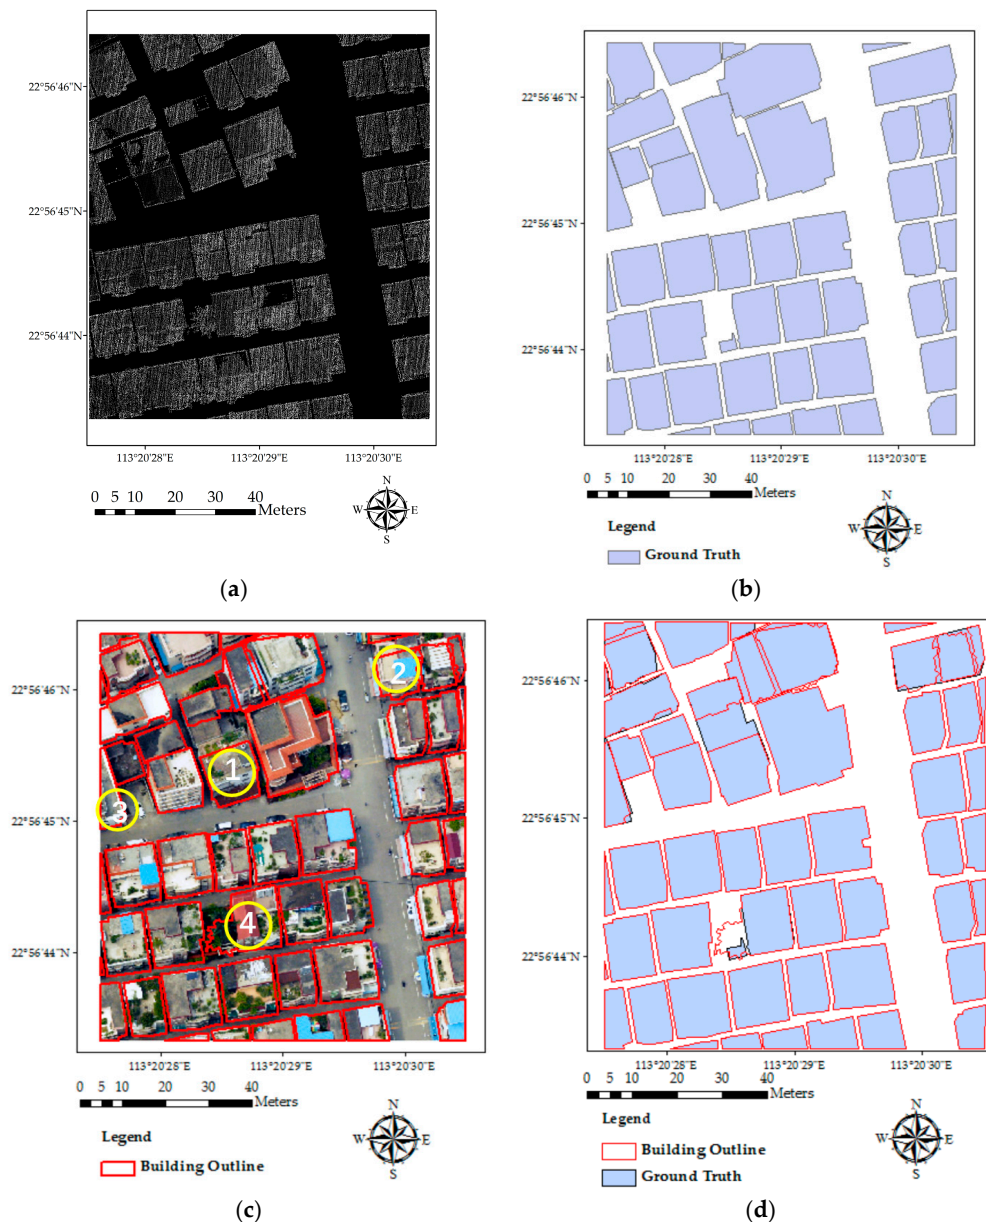 22°56'46"N
22°56'45"N
22°56'44"N
113°20'28"E 113°20'29"E 113°20'30"E
0 5 10 20 30 40
Meters
N
W E
S
(a)
22°56'46"N
22°56'45"N
22°56'44"N
113°20'28"E 113°20'29"E 113°20'30"E
0 5 10 20 30 40
Meters
N
W E
S
Legend
Ground Truth
(b)
22°56'46"N
22°56'45"N
22°56'44"N
2
1
3
4
113°20'28"E 113°20'29"E 113°20'30"E
0 5 10 20 30 40
Meters
N
W E
S
Legend
Building Outline
(c)
22°56'46"N
22°56'45"N
22°56'44"N
113°20'28"E 113°20'29"E 113°20'30"E
0 5 10 20 30 40
Meters
N
W E
S
Legend
Building Outline
Ground Truth
(d)